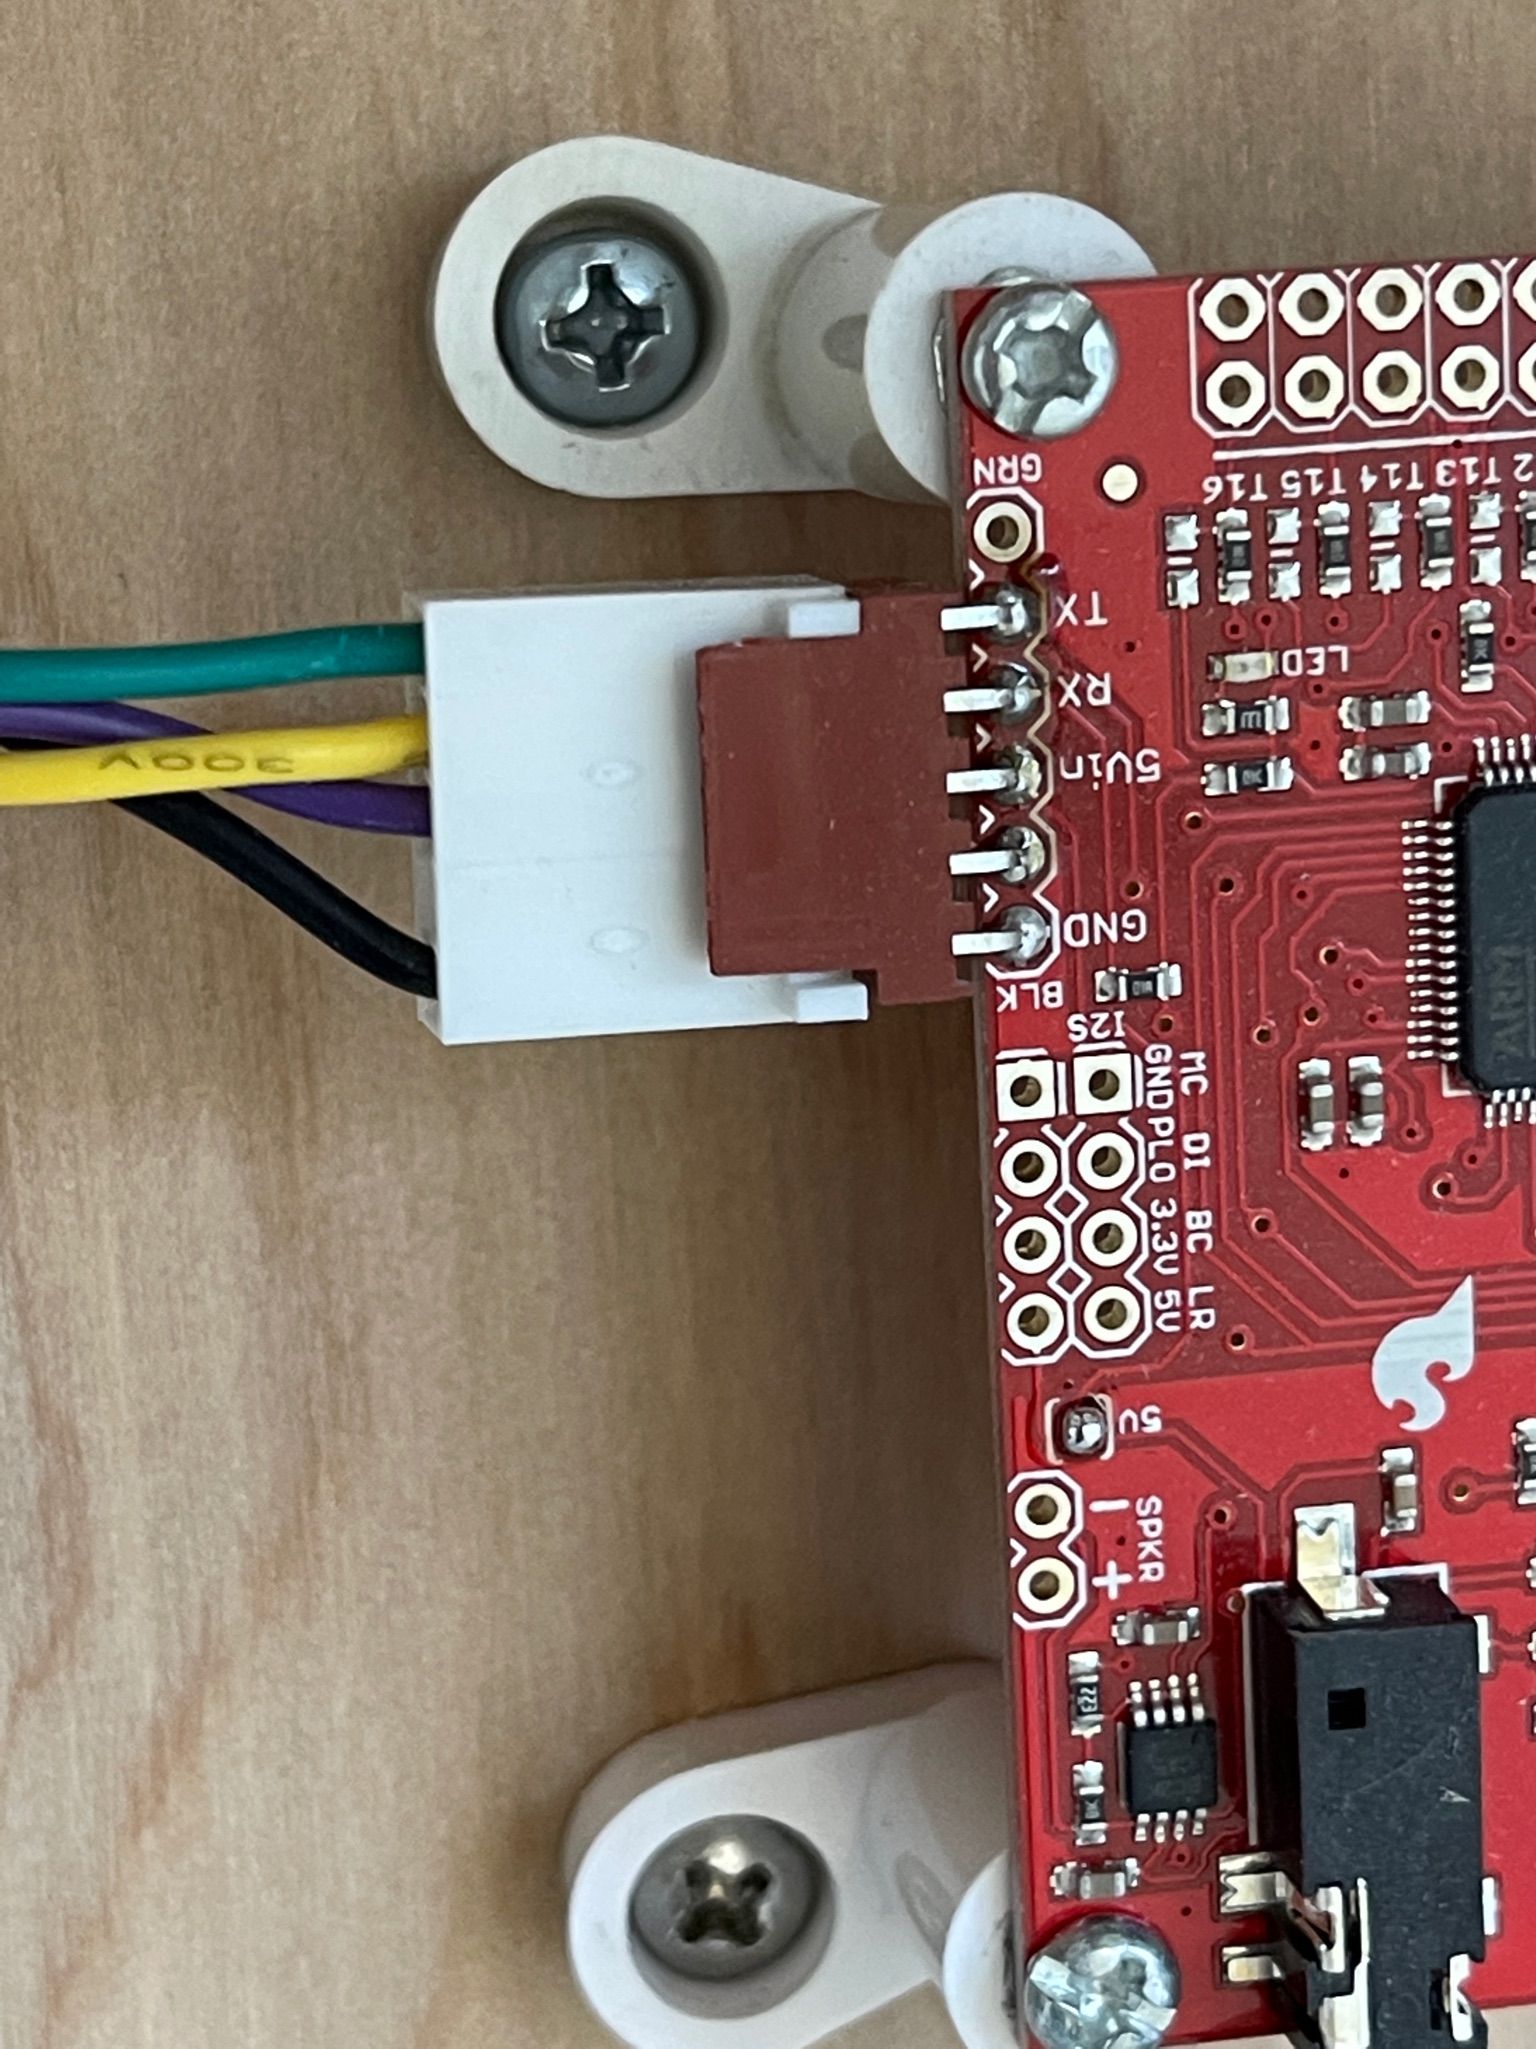 GRN
T16 T15 T14 T13
TX
LED
RX
300V
5Vin
GND
BLK
I2S
ARM
MC DI BC LR
GND PLO 3.3V 5V
5V
- SPKR +